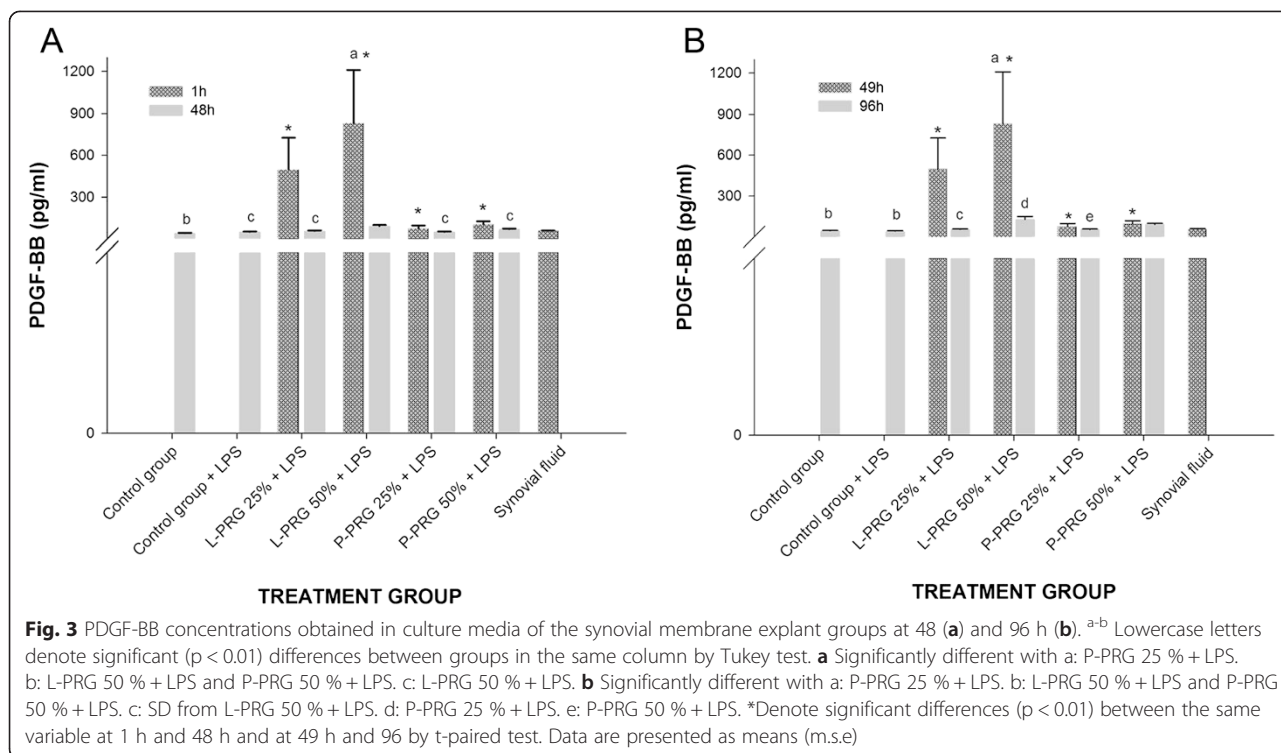 A
a *
1200
1h
48h
900
*
600
300
b
c
c
*
c
*
c
0
PDGF-BB (pg/ml)
Control group
Control group + LPS
L-PRG 25% + LPS
L-PRG 50% + LPS
P-PRG 25% + LPS
P-PRG 50% + LPS
Synovial fluid
TREATMENT GROUP
B
a *
1200
49h
96h
900
*
600
300
b
b
c
d
*
e
*
0
PDGF-BB (pg/ml)
Control group
Control group + LPS
L-PRG 25% + LPS
L-PRG 50% + LPS
P-PRG 25% + LPS
P-PRG 50% + LPS
Synovial fluid
TREATMENT GROUP
Fig. 3 PDGF-BB concentrations obtained in culture media of the synovial membrane explant groups at 48 (a) and 96 h (b). a-b Lowercase letters
denote significant (p < 0.01) differences between groups in the same column by Tukey test. a Significantly different with a: P-PRG 25 % + LPS.
b: L-PRG 50 % + LPS and P-PRG 50 % + LPS. c: L-PRG 50 % + LPS. b Significantly different with a: P-PRG 25 % + LPS. b: L-PRG 50 % + LPS and P-PRG
50 % + LPS. c: SD from L-PRG 50 % + LPS. d: P-PRG 25 % + LPS. e: P-PRG 50 % + LPS. *Denote significant differences (p < 0.01) between the same
variable at 1 h and 48 h and at 49 h and 96 by t-paired test. Data are presented as means (m.s.e)